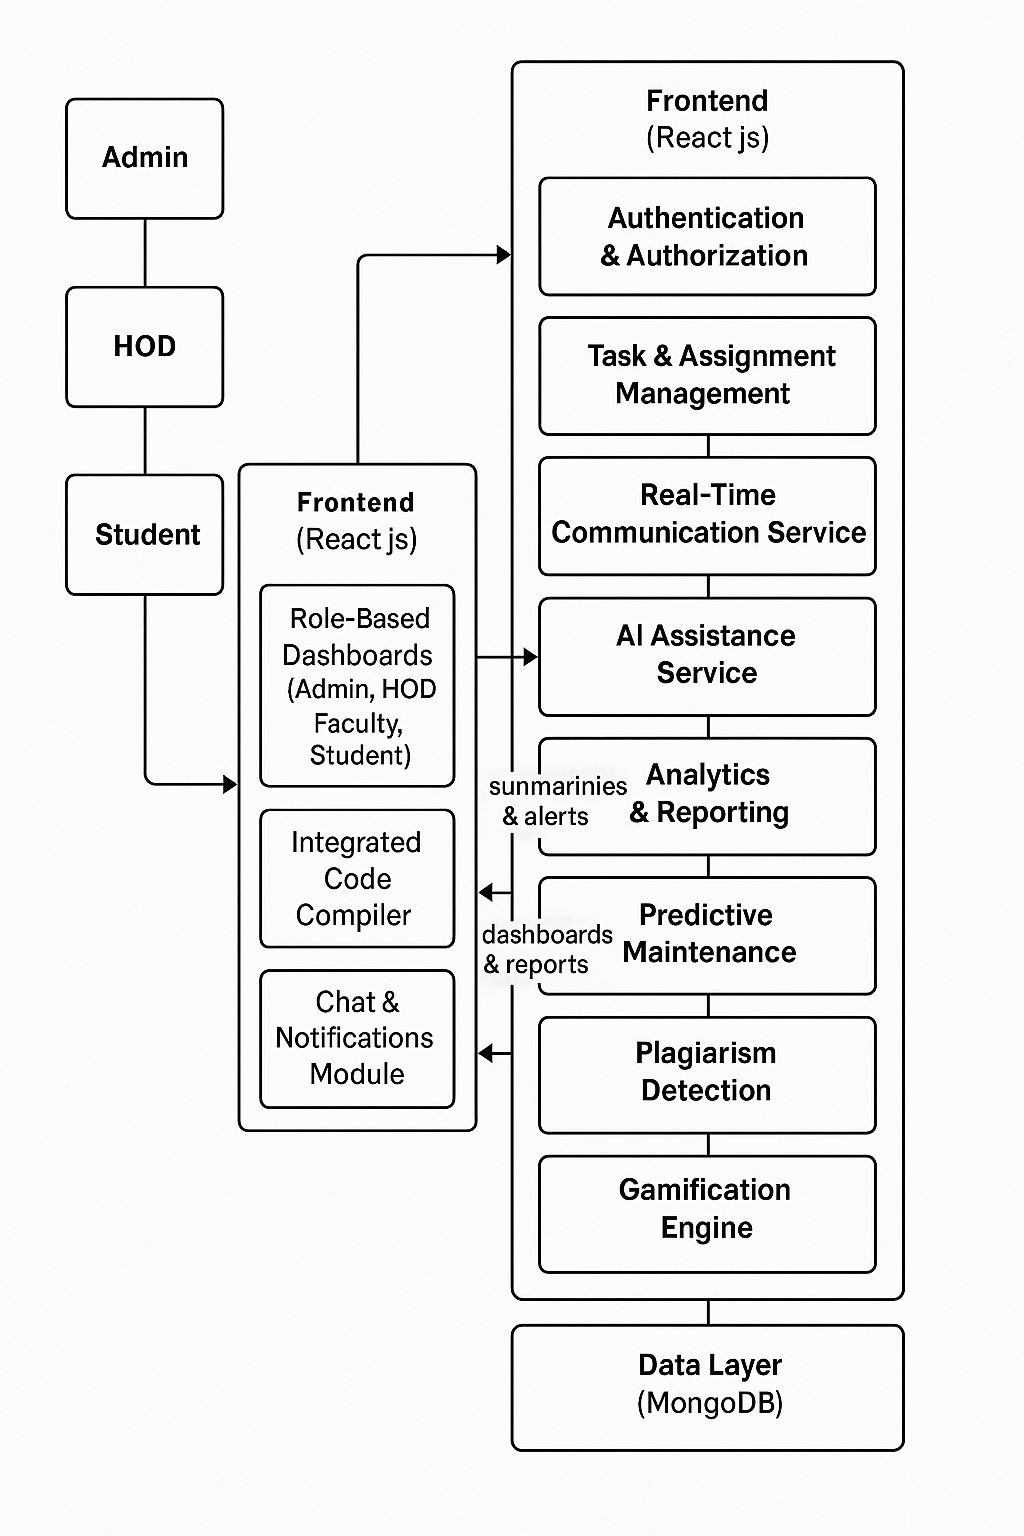 Admin
HOD
Student
Frontend
(React js)
Role-Based
Dashboards
(Admin, HOD
Faculty,
Student)
Integrated
Code
Compiler
Chat &
Notifications
Module
sunmarinies
& alerts
dashboards
& reports
Frontend
(React js)
Authentication
& Authorization
Task & Assignment
Management
Real-Time
Communication Service
AI Assistance
Service
Analytics
& Reporting
Predictive
Maintenance
Plagiarism
Detection
Gamification
Engine
Data Layer
(MongoDB)